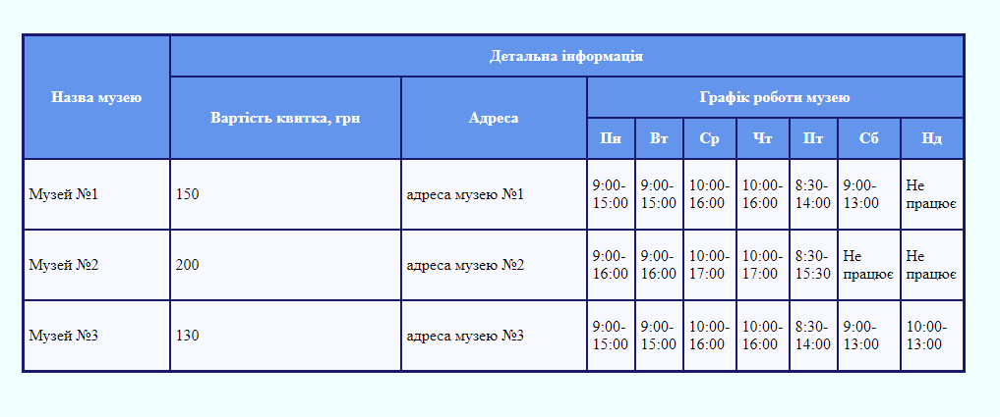 Детальна інформація
Назва музею
Вартість квитка, грн
Адреса
Графік роботи музею
Пн Вт Ср Чт Пт Сб Нд
Музей №1 150 адреса музею №1 9:00-15:00 9:00-15:00 10:00-16:00 10:00-16:00 8:30-14:00 9:00-13:00 Не працює
Музей №2 200 адреса музею №2 9:00-16:00 9:00-16:00 10:00-17:00 10:00-17:00 8:30-15:30 Не працює Не працює
Музей №3 130 адреса музею №3 9:00-15:00 9:00-15:00 10:00-16:00 10:00-16:00 8:30-14:00 9:00-13:00 10:00-13:00